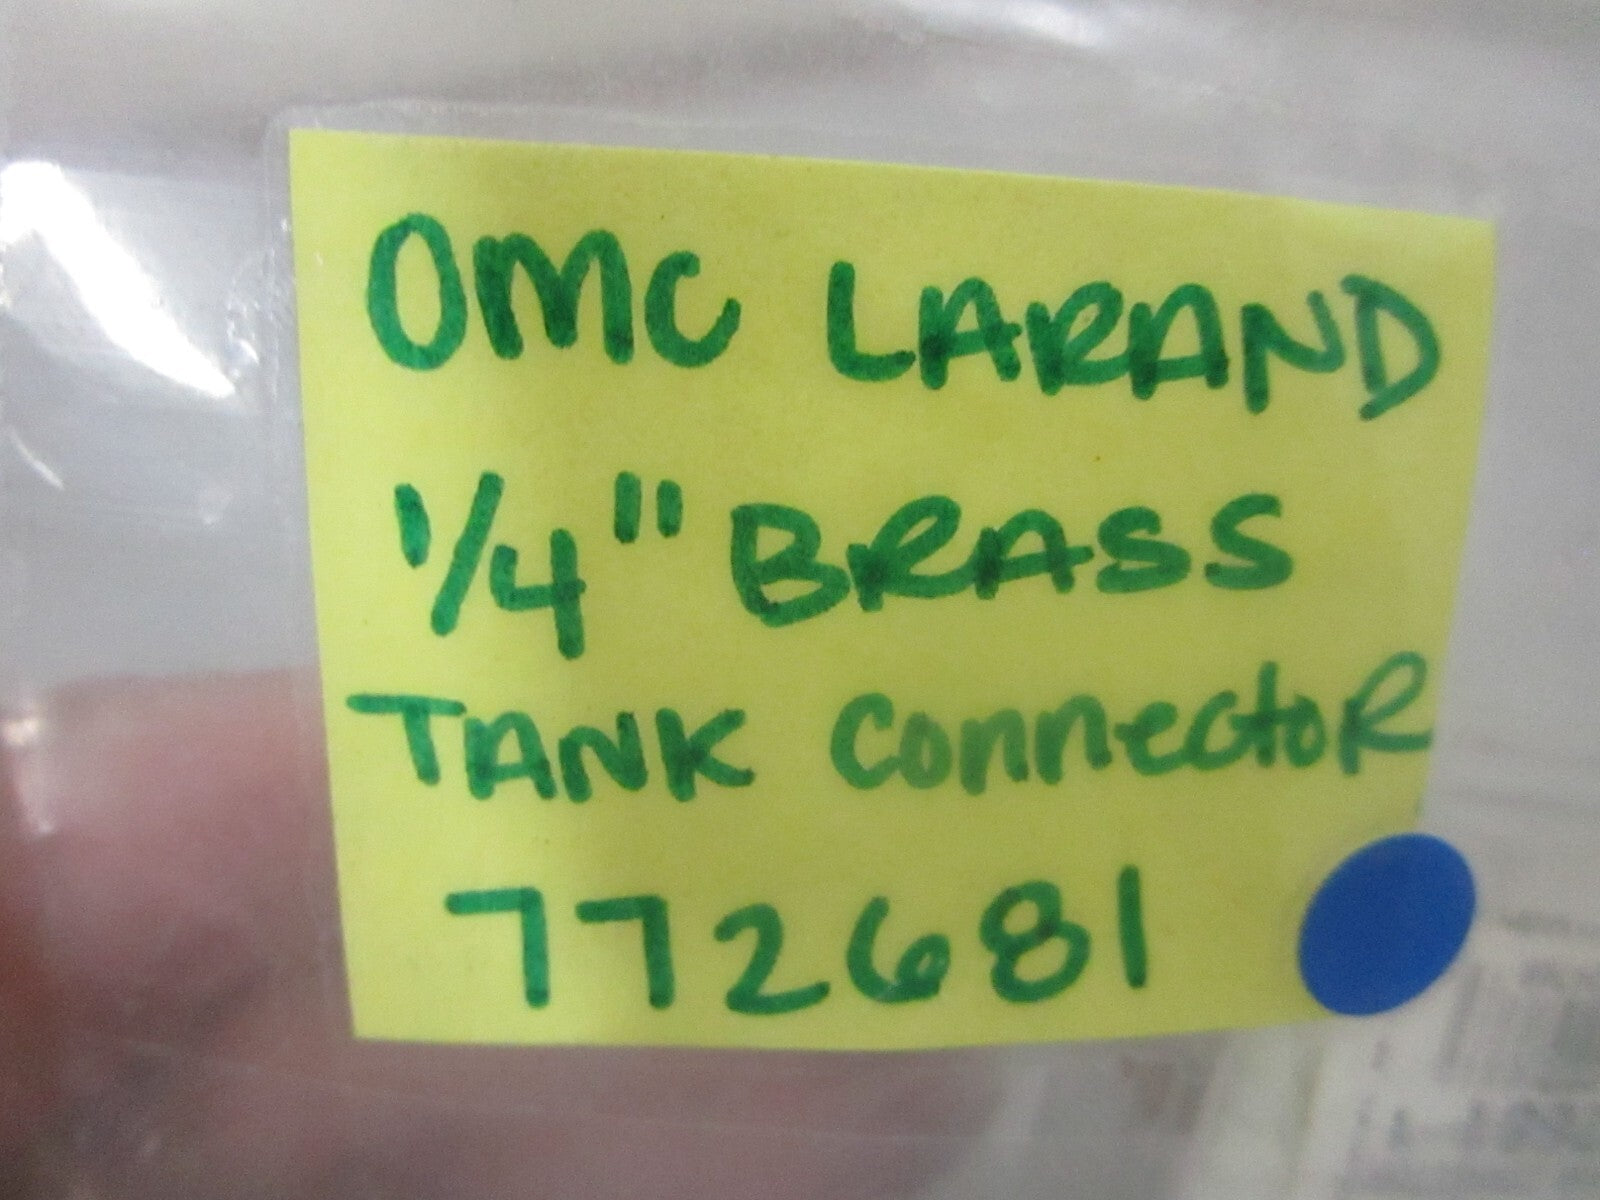 OMC LARAND
1/4" BRASS
TANK ConnectoR
772681